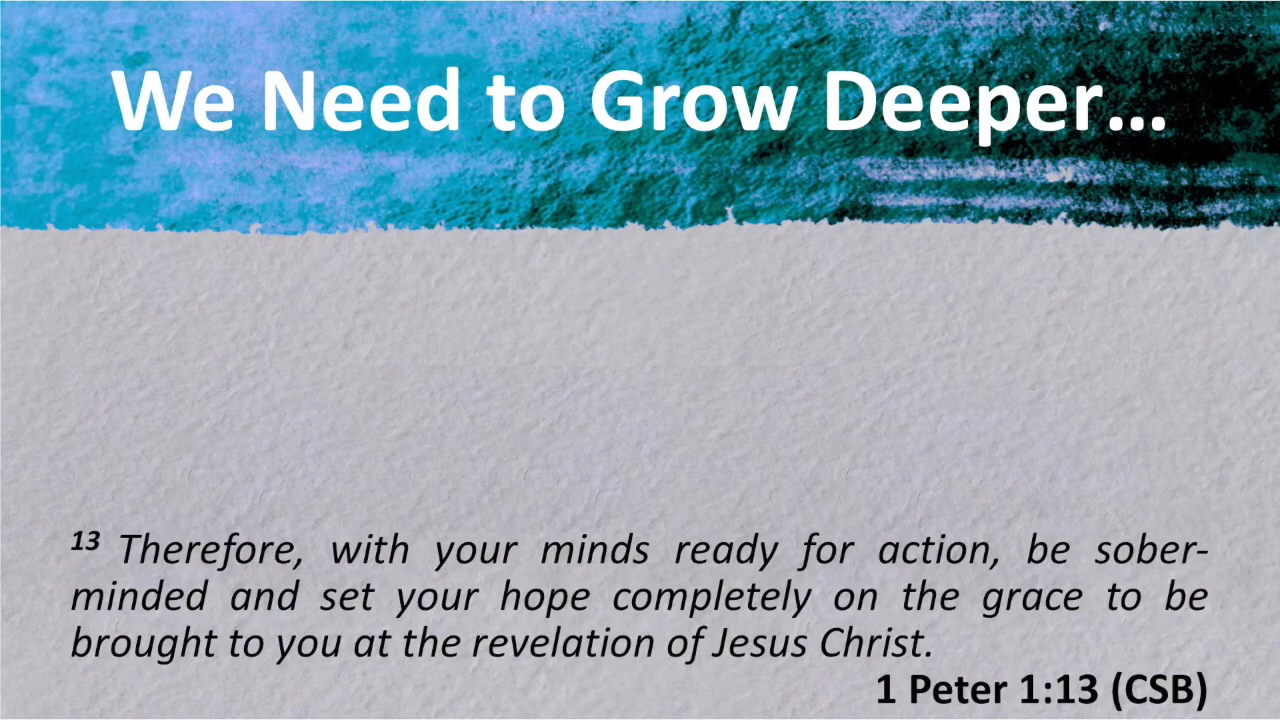 We Need to Grow Deeper...
13 Therefore, with your minds ready for action, be sober-
minded and set your hope completely on the grace to be
brought to you at the revelation of Jesus Christ.
1 Peter 1:13 (CSB)